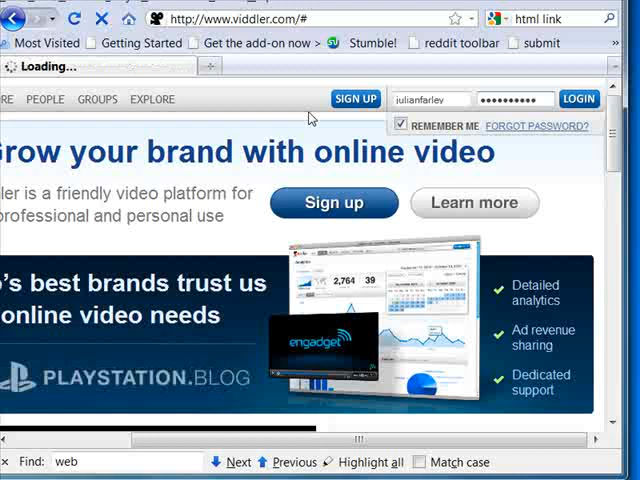 http://www.viddler.com/#
html link
Most Visited Getting Started Get the add-on now > Stumble! reddit toolbar submit
Loading...
RE PEOPLE GROUPS EXPLORE SIGN UP julianfarley •••••••••• LOGIN
REMEMBER ME FORGOT PASSWORD?
Grow your brand with online video
ler is a friendly video platform for
professional and personal use
Sign up Learn more
o's best brands trust us
online video needs
PLAYSTATION.BLOG
2,764 39
engadget
Detailed
analytics
Ad revenue
sharing
Dedicated
support
Find: web Next Previous Highlight all Match case